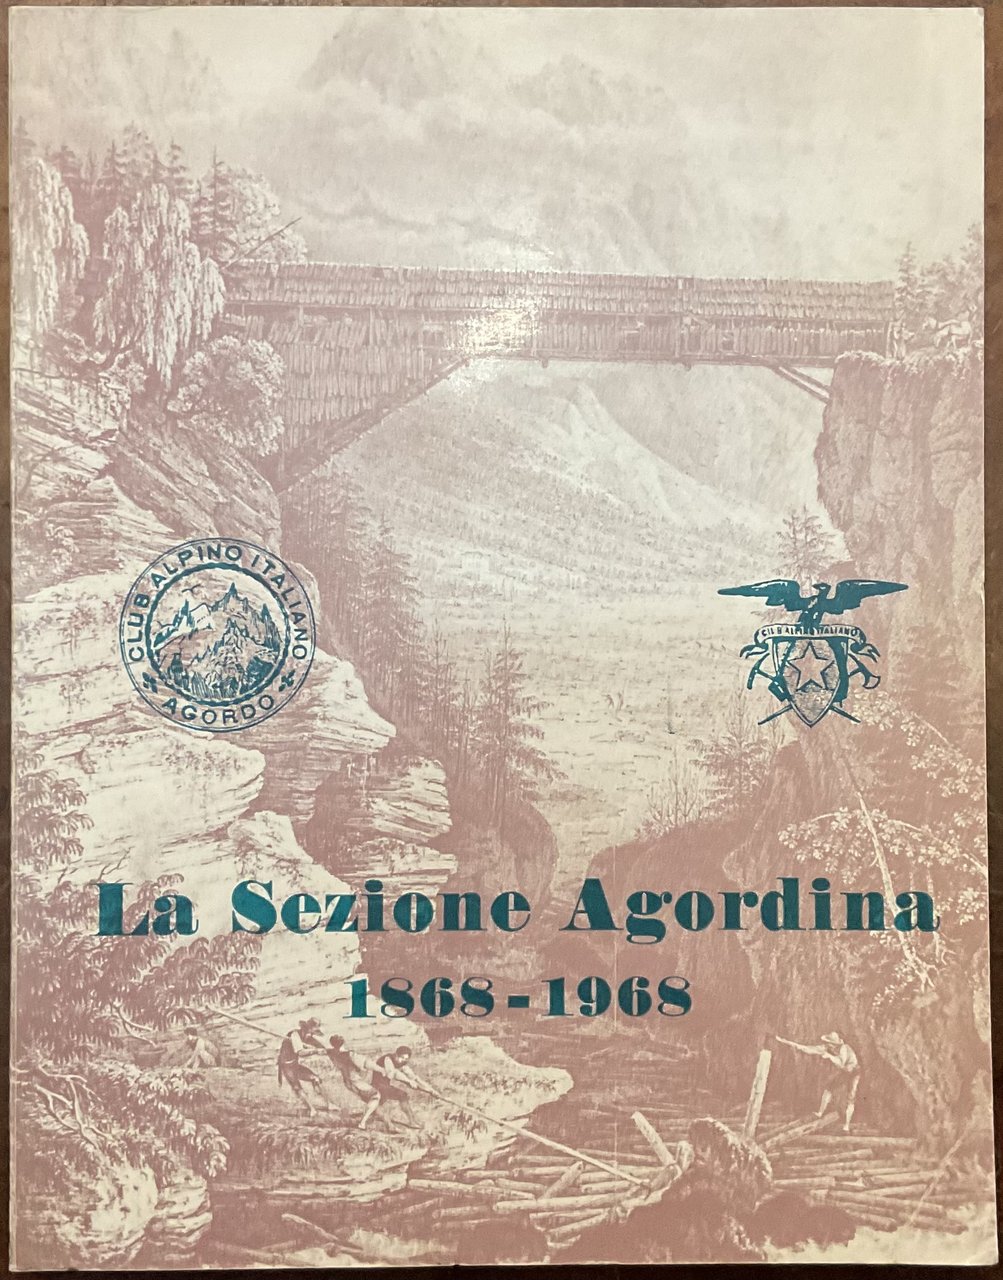 CLUB ALPINO ITALIANO
AGORDO
CLUB ALPINO ITALIANO
La Sezione Agordina
1868-1968